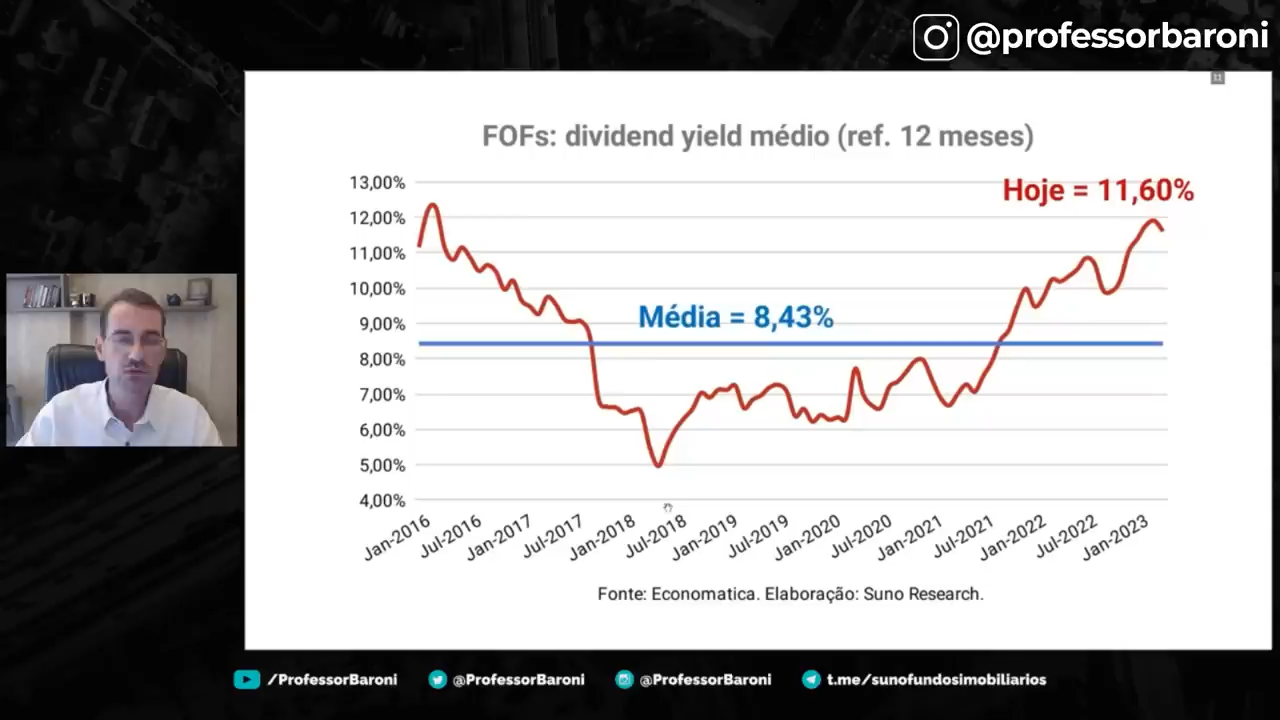 @professorbaroni
FOFs: dividend yield médio (ref. 12 meses)
Hoje = 11,60%
Média = 8,43%
13,00%
12,00%
11,00%
10,00%
9,00%
8,00%
7,00%
6,00%
5,00%
4,00%
Jan-2016
Jul-2016
Jan-2017
Jul-2017
Jan-2018
Jul-2018
Jan-2019
Jul-2019
Jan-2020
Jul-2020
Jan-2021
Jul-2021
Jan-2022
Jul-2022
Jan-2023
Fonte: Economatica. Elaboração: Suno Research.
/ProfessorBaroni @ProfessorBaroni @ProfessorBaroni t.me/sunofundosimobiliarios